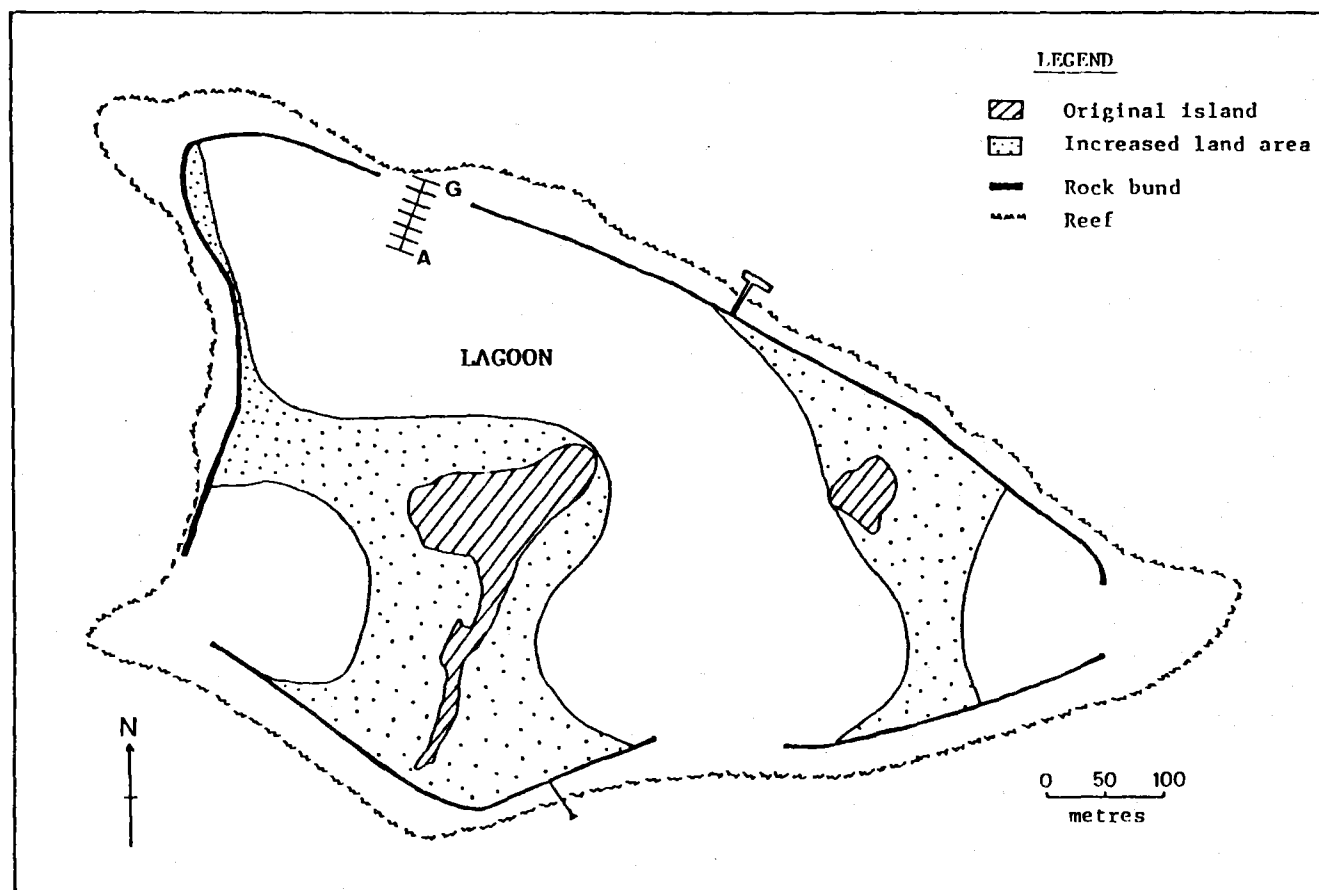 LEGEND
Original island
Increased land area
Rock bund
Reef
G
A
LAGOON
N
0 50 100
metres